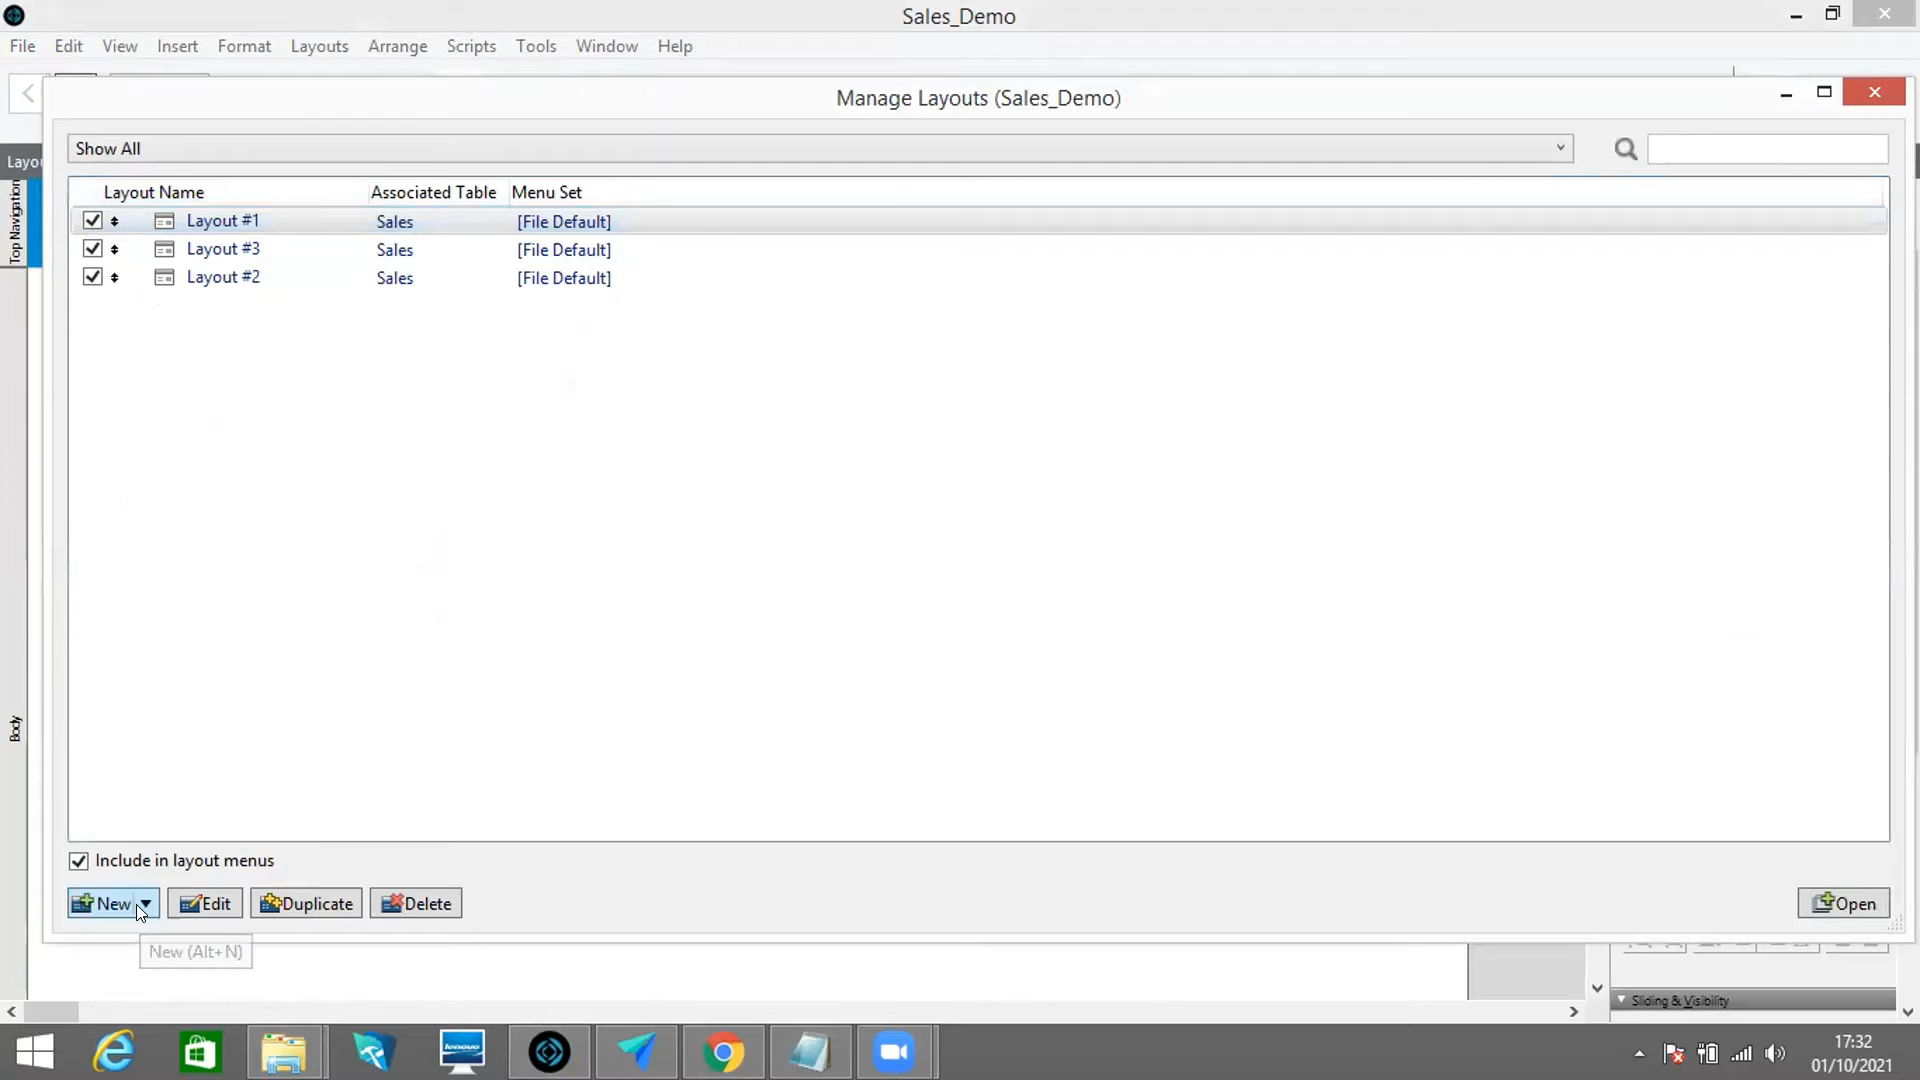 Sales_Demo
File Edit View Insert Format Layouts Arrange Scripts Tools Window Help
Manage Layouts (Sales_Demo)
Show All
Layou
Top Navigation
Layout Name Associated Table Menu Set
Layout #1 Sales [File Default]
Layout #3 Sales [File Default]
Layout #2 Sales [File Default]
Body
Include in layout menus
New Edit Duplicate Delete Open
New (Alt+N)
Sliding & Visibility
lenovo
17:32
01/10/2021